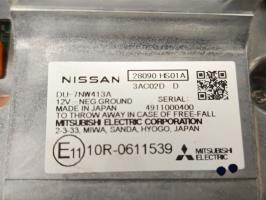 NISSAN 28090 HS01A
3AC02D D
DU-7NW413A
12V ⎓ NEG.GROUND SERIAL:
MADE IN JAPAN 4911000400
TO THROW AWAY IN CASE OF FREE-FALL
MITSUBISHI ELECTRIC CORPORATION
2-3-33, MIWA, SANDA, HYOGO, JAPAN
E11 10R-0611539 MITSUBISHI
ELECTRIC